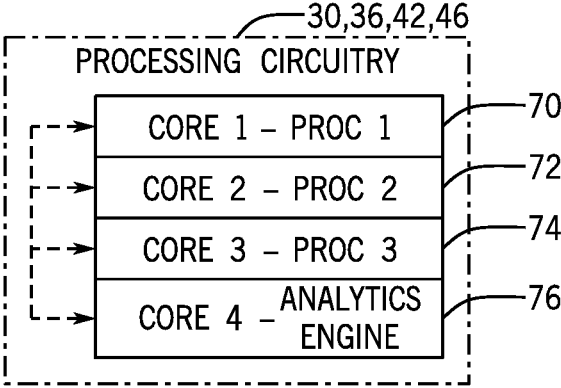 30,36,42,46
PROCESSING CIRCUITRY
CORE 1 – PROC 1
70
CORE 2 – PROC 2
72
CORE 3 – PROC 3
74
CORE 4 – ANALYTICS
ENGINE
76